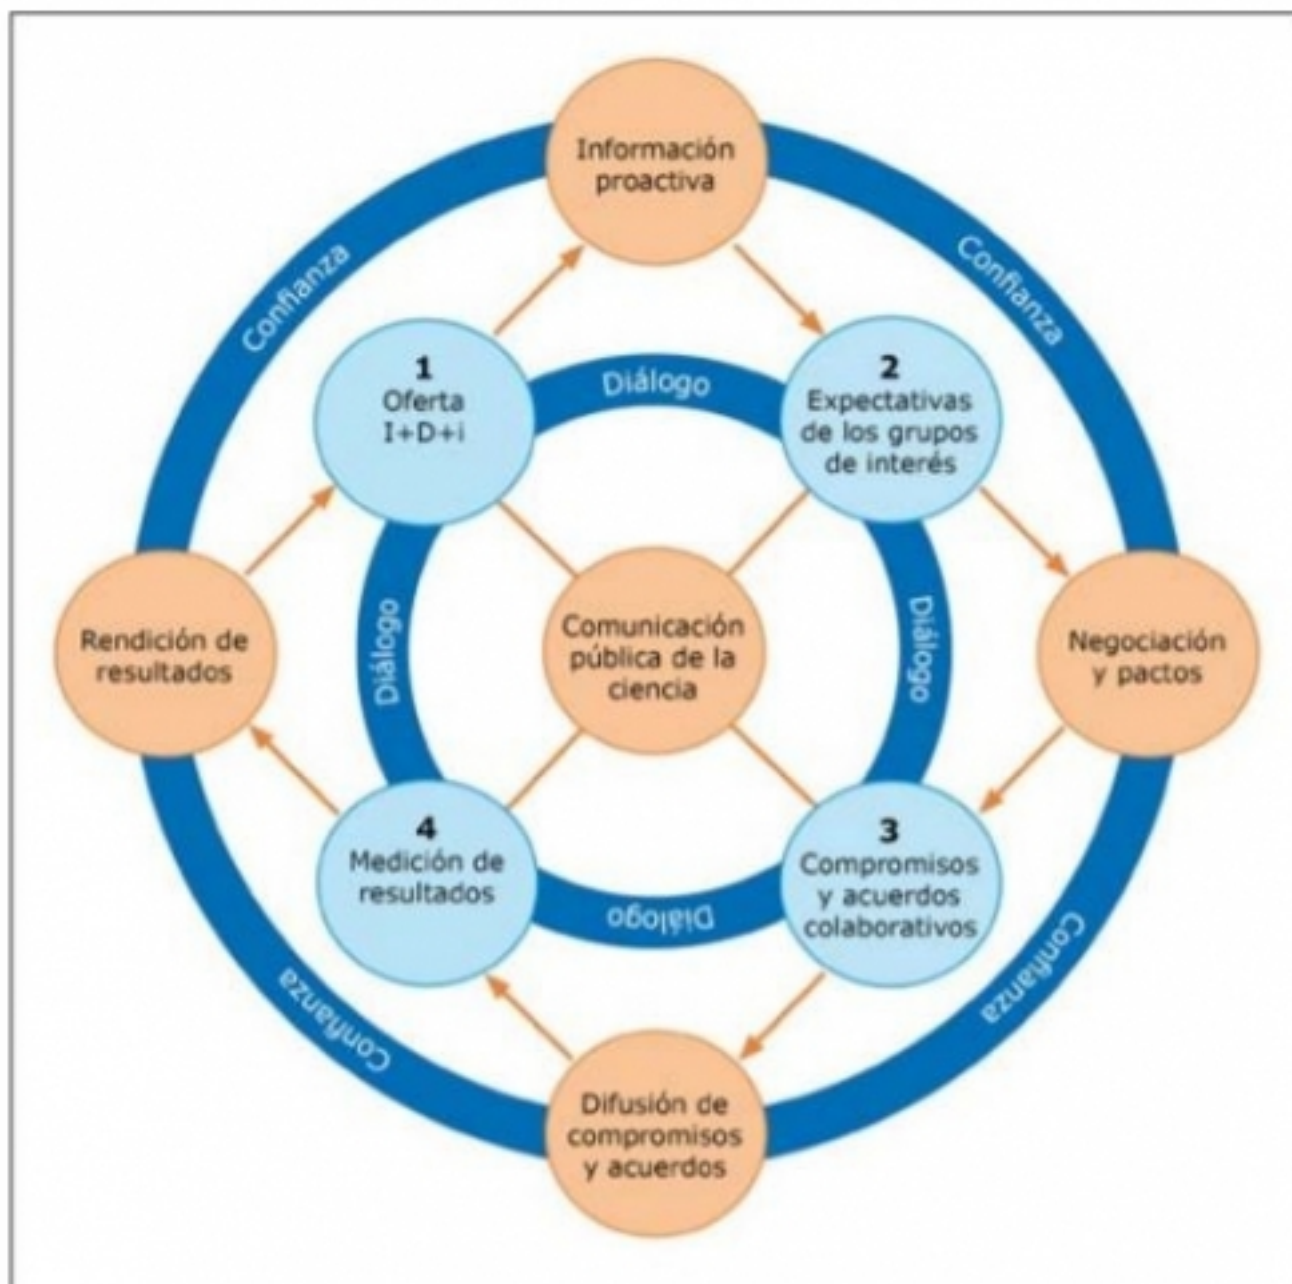 Información
proactiva
Confianza
Confianza
1
Oferta
I+D+i
Diálogo
2
Expectativas
de los grupos
de interés
Rendición de
resultados
Diálogo
Comunicación
pública de la
ciencia
Diálogo
Negociación
y pactos
4
Medición de
resultados
Diálogo
3
Compromisos
y acuerdos
colaborativos
Confianza
Confianza
Difusión de
compromisos
y acuerdos